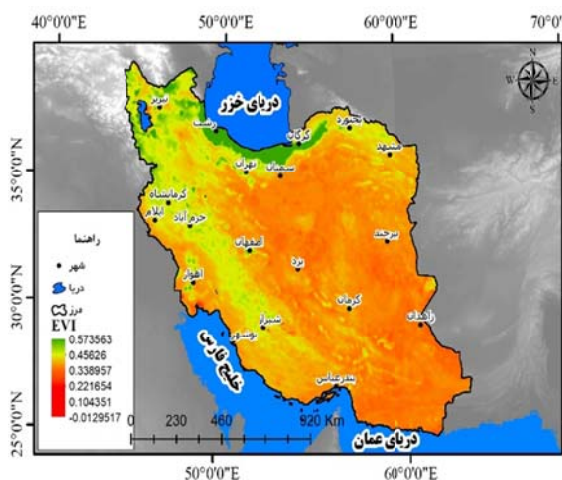 40°0'0" 50°0'0" 60°0'0" 70°0'
N
W E
S
35°0'0"N
30°0'0"N
25°0'0"N
دریای خزر
تبریز
رشت
گرگان
بجنورد
مشهد
تهران
سمنان
کرمانشاه
ایلام
خرم آباد
اصفهان
بیرجند
یزد
اهواز
کرمان
زاهدان
شیراز
بوشهر
بندرعباس
خلیج فارس
دریای عمان
راهنما
شهر
دریا
مرز
EVI
0.573563
0.45626
0.338957
0.221654
0.104351
-0.0129517
0 230 460 920 Km
50°0'0" 60°0'0"